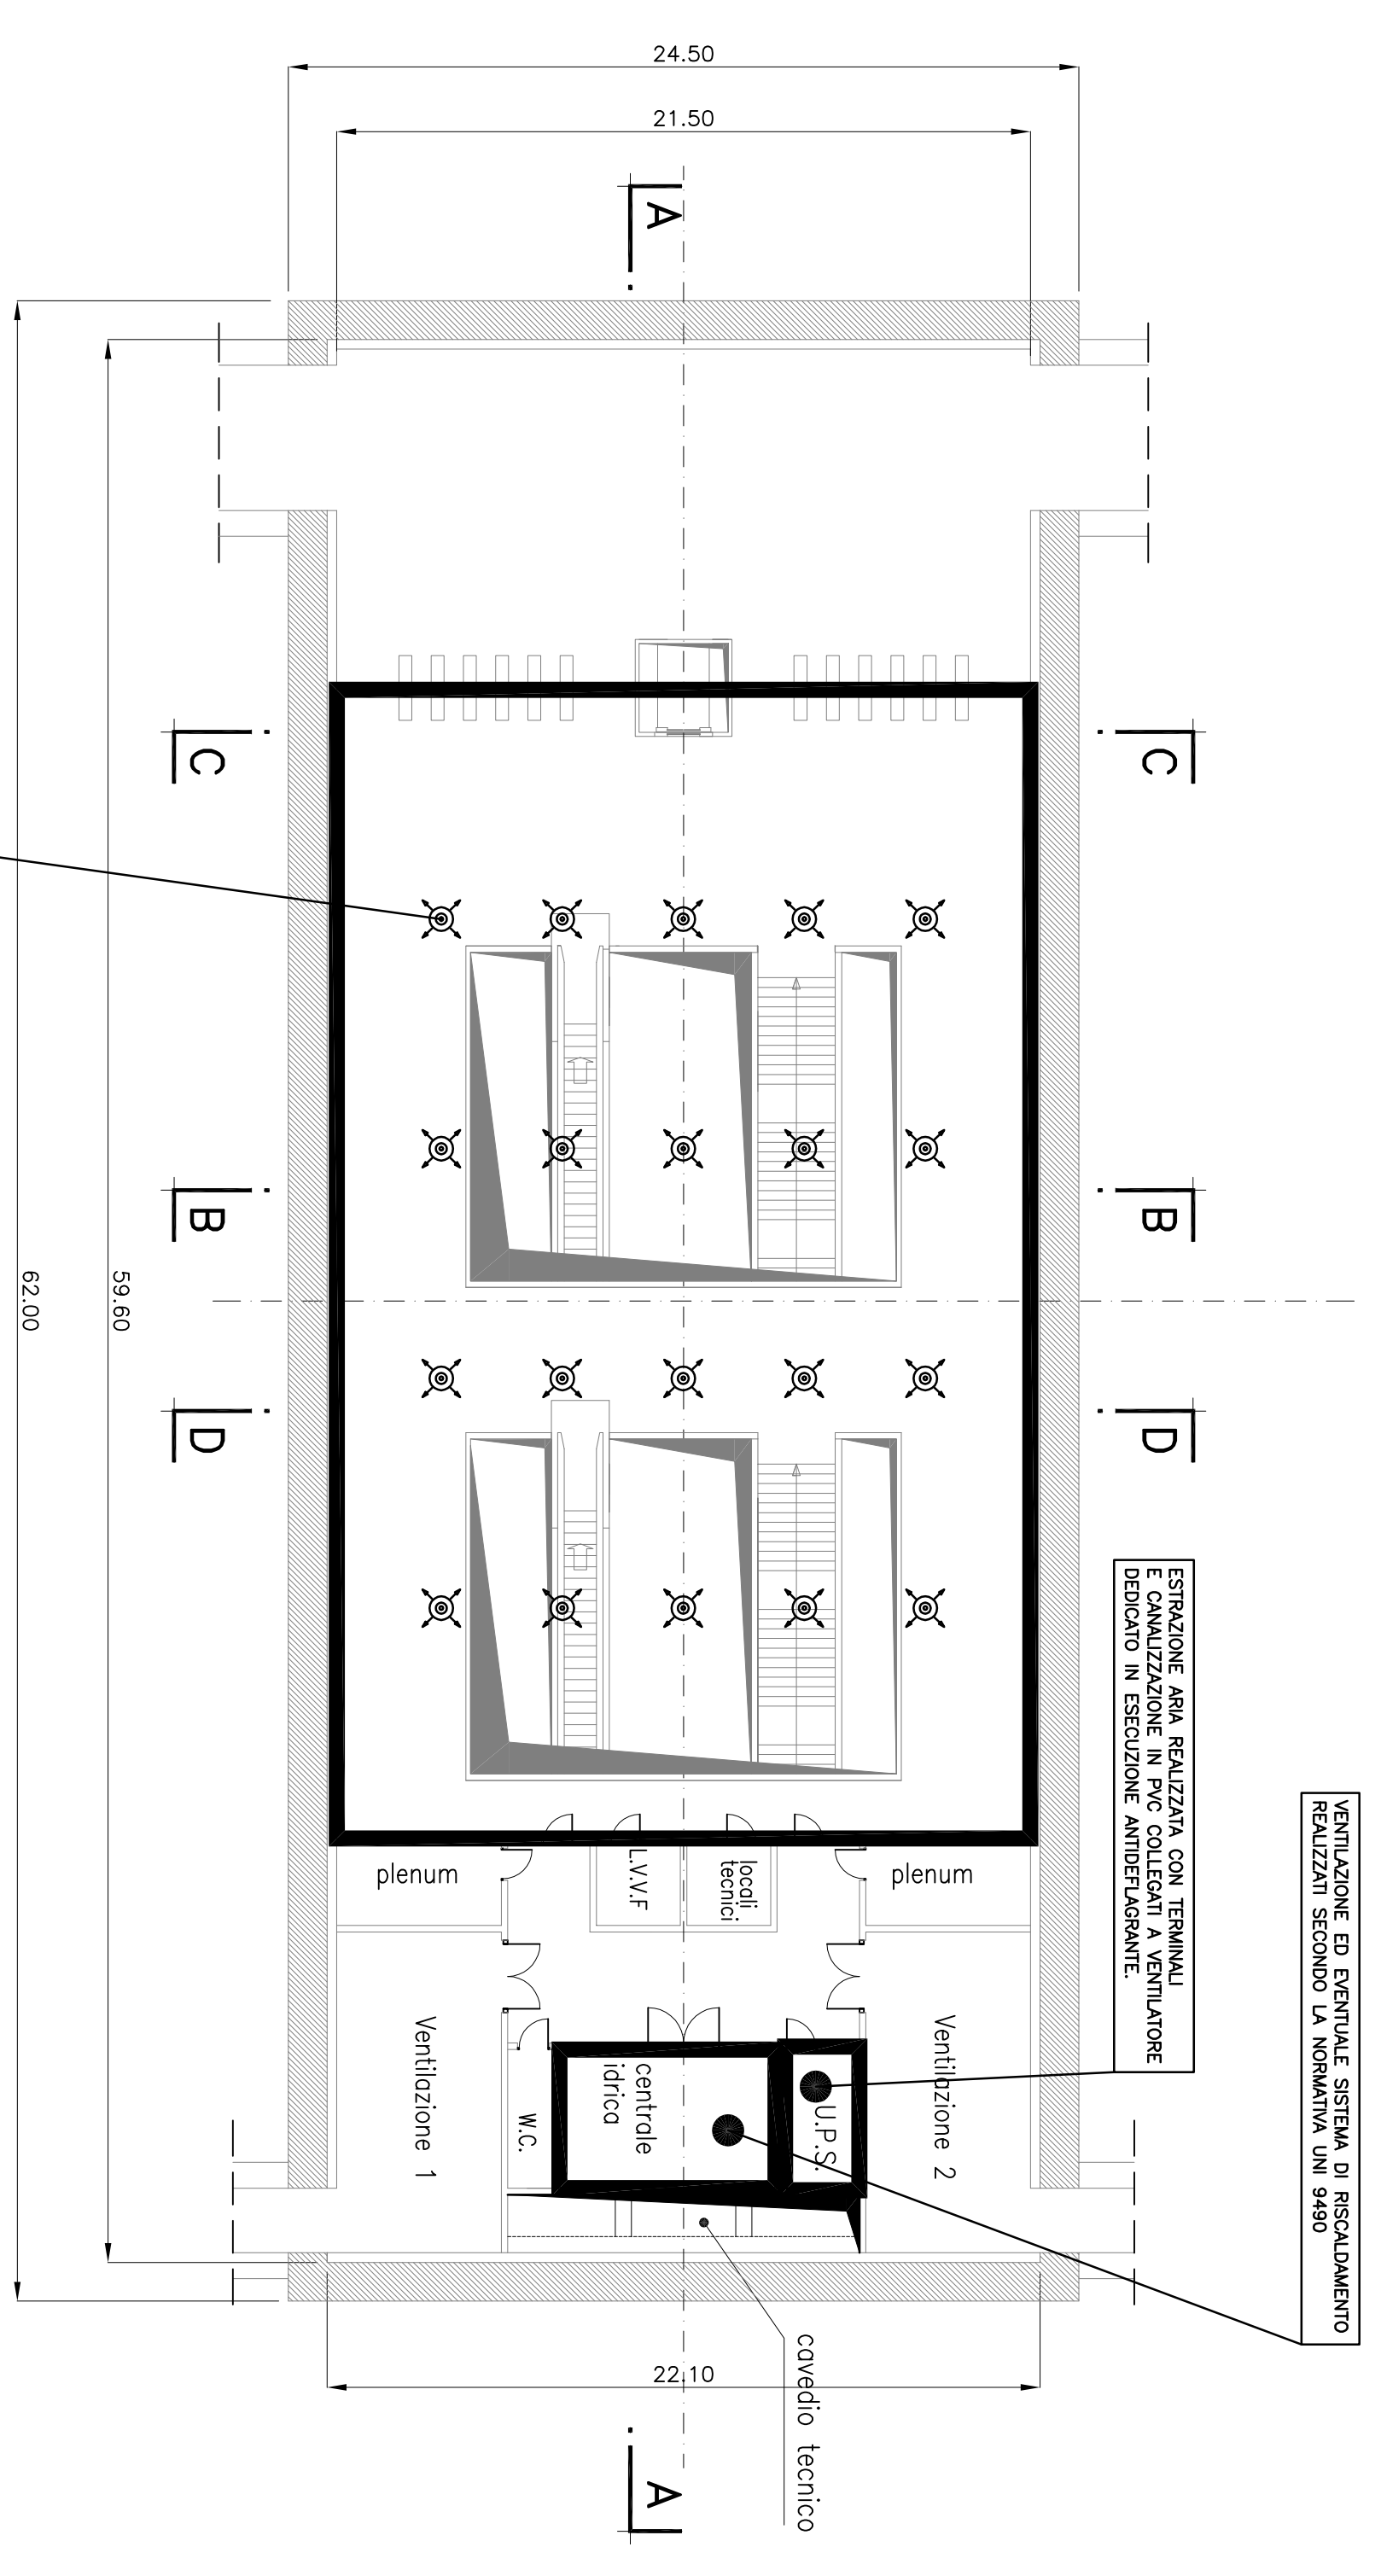 24.50
21.50
A
C
C
B
B
D
D
59.60
62.00
ESTRAZIONE ARIA REALIZZATA CON TERMINALI
E CANALIZZAZIONE IN PVC COLLEGATI A VENTILATORE
DEDICATO IN ESECUZIONE ANTIDEFLAGRANTE.
VENTILAZIONE ED EVENTUALE SISTEMA DI RISCALDAMENTO
REALIZZATI SECONDO LA NORMATIVA UNI 9490
plenum
L.V.V.F
locali
tecnici
plenum
Ventilazione 1
W.C.
centrale
idrica
U.P.S.
Ventilazione 2
22.10
cavedio tecnico
A